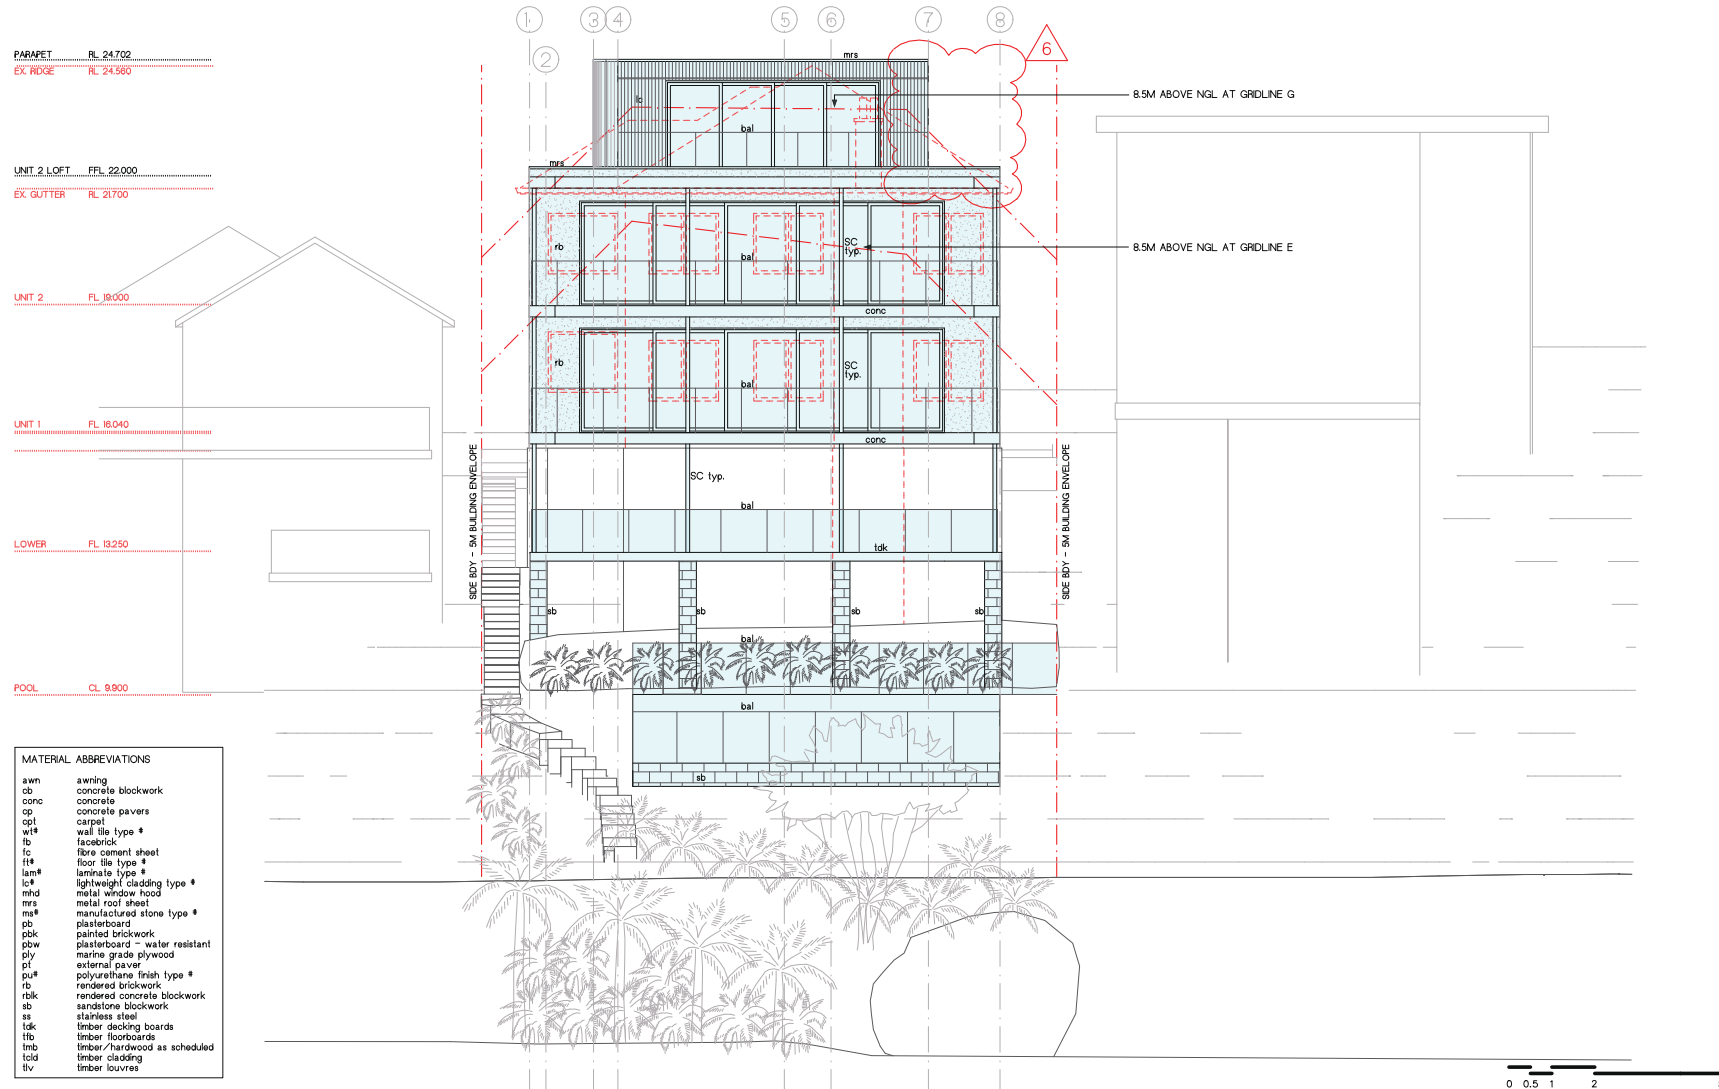 1 3 4 5 6 7 8
2
6
PARAPET RL 24.702
EX. RIDGE RL 24.580
UNIT 2 LOFT FFL 22.000
EX. GUTTER RL 21.700
UNIT 2 FL 19.000
UNIT 1 FL 16.040
LOWER FL 13.250
POOL CL 9.900
mrs
lc
bal
8.5M ABOVE NGL AT GRIDLINE G
mrs
rb
bal
SC
typ.
8.5M ABOVE NGL AT GRIDLINE E
conc
rb
bal
SC
typ.
conc
SC typ.
bal
tdk
SIDE BDY - 5M BUILDING ENVELOPE
SIDE BDY - 5M BUILDING ENVELOPE
sb sb sb sb
bal
bal
sb
MATERIAL ABBREVIATIONS
awn awning
cb concrete blockwork
conc concrete
cp concrete pavers
cpt carpet
wt# wall tile type #
fb facebrick
fc fibre cement sheet
ft# floor tile type #
lam# laminate type #
lc# lightweight cladding type #
mhd metal window hood
mrs metal roof sheet
ms# manufactured stone type #
pb plasterboard
pbk painted brickwork
pbw plasterboard - water resistant
ply marine grade plywood
pt external paver
pu# polyurethane finish type #
rb rendered brickwork
rblk rendered concrete blockwork
sb sandstone blockwork
ss stainless steel
tdk timber decking boards
tfb timber floorboards
tmb timber/hardwood as scheduled
tcld timber cladding
tlv timber louvres
0 0.5 1 2